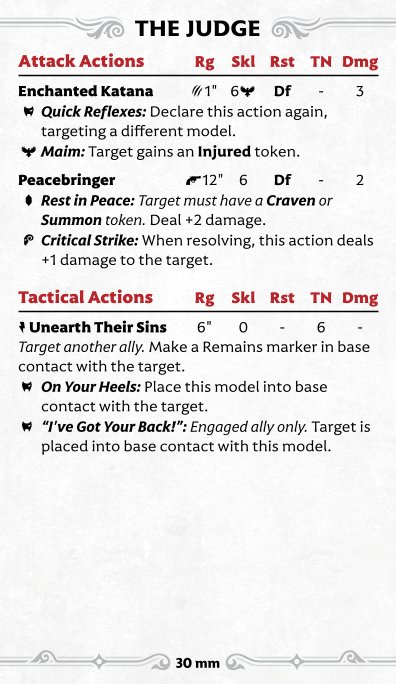 THE JUDGE
Attack Actions Rg Skl Rst TN Dmg
Enchanted Katana 1" 6 Df - 3
Quick Reflexes: Declare this action again,
targeting a different model.
Maim: Target gains an Injured token.
Peacebringer 12" 6 Df - 2
Rest in Peace: Target must have a Craven or
Summon token. Deal +2 damage.
Critical Strike: When resolving, this action deals
+1 damage to the target.
Tactical Actions Rg Skl Rst TN Dmg
Unearth Their Sins 6" 0 - 6 -
Target another ally. Make a Remains marker in base
contact with the target.
On Your Heels: Place this model into base
contact with the target.
"I've Got Your Back!": Engaged ally only. Target is
placed into base contact with this model.
30 mm